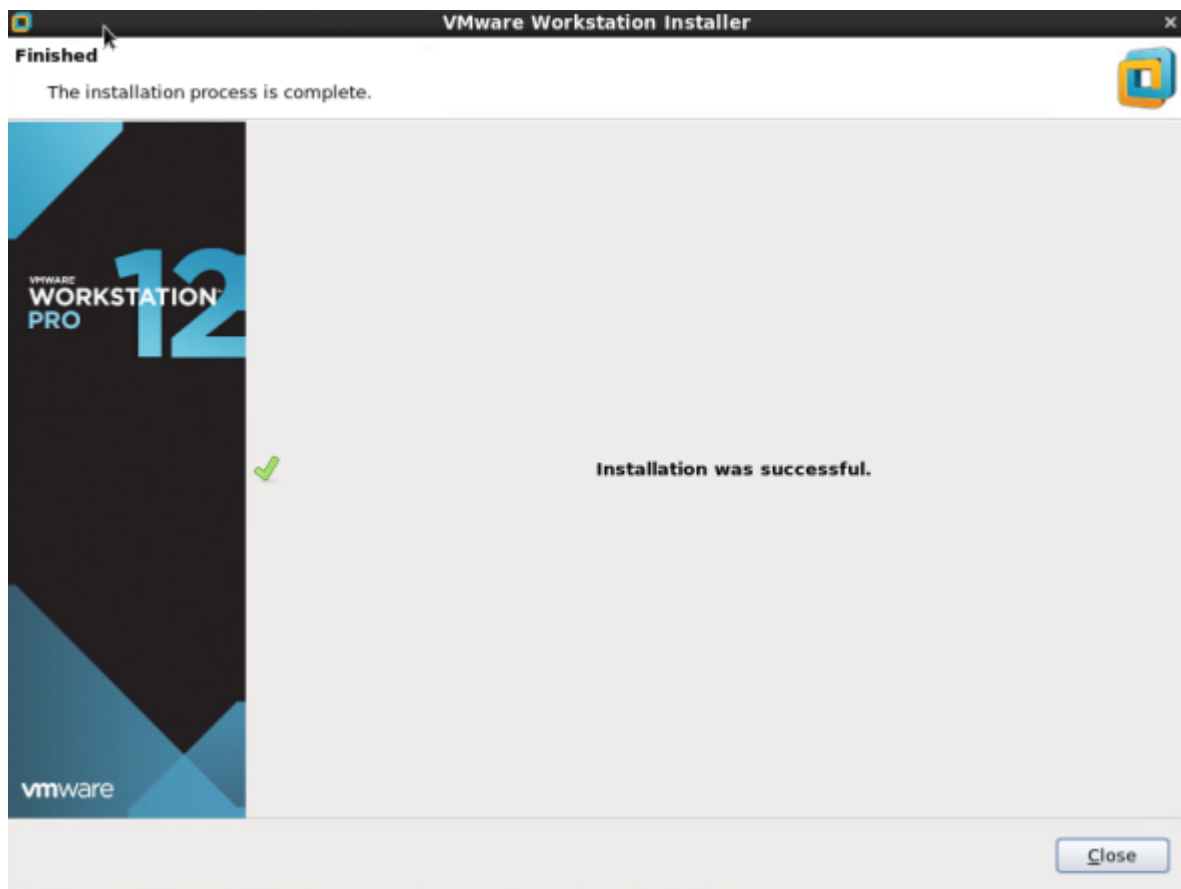 VMware Workstation Installer
Finished
The installation process is complete.
VMWARE
WORKSTATION
PRO
12
Installation was successful.
vmware
Close